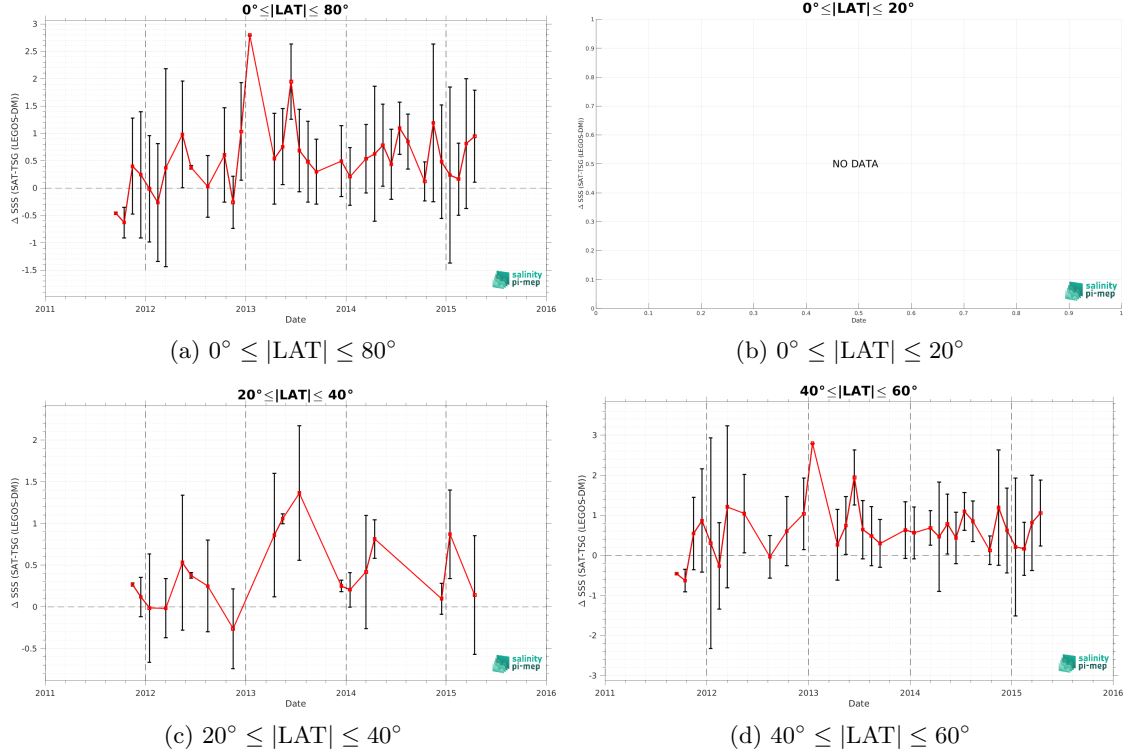 0°≤|LAT|≤ 80°
3
2.5
2
1.5
1
0.5
0
-0.5
-1
-1.5
Δ SSS (SAT-TSG (LEGOS-DM))
2011 2012 2013 2014 2015 2016
Date
salinity
pi-mep
(a) 0° ≤ |LAT| ≤ 80°
0°≤|LAT|≤ 20°
1
0.9
0.8
0.7
0.6
0.5
0.4
0.3
0.2
0.1
0
Δ SSS (SAT-TSG (LEGOS-DM))
NO DATA
0 0.1 0.2 0.3 0.4 0.5 0.6 0.7 0.8 0.9 1
Date
salinity
pi-mep
(b) 0° ≤ |LAT| ≤ 20°
20°≤|LAT|≤ 40°
2
1.5
1
0.5
0
-0.5
Δ SSS (SAT-TSG (LEGOS-DM))
2011 2012 2013 2014 2015 2016
Date
salinity
pi-mep
(c) 20° ≤ |LAT| ≤ 40°
40°≤|LAT|≤ 60°
3
2
1
0
-1
-2
-3
Δ SSS (SAT-TSG (LEGOS-DM))
2011 2012 2013 2014 2015 2016
Date
salinity
pi-mep
(d) 40° ≤ |LAT| ≤ 60°